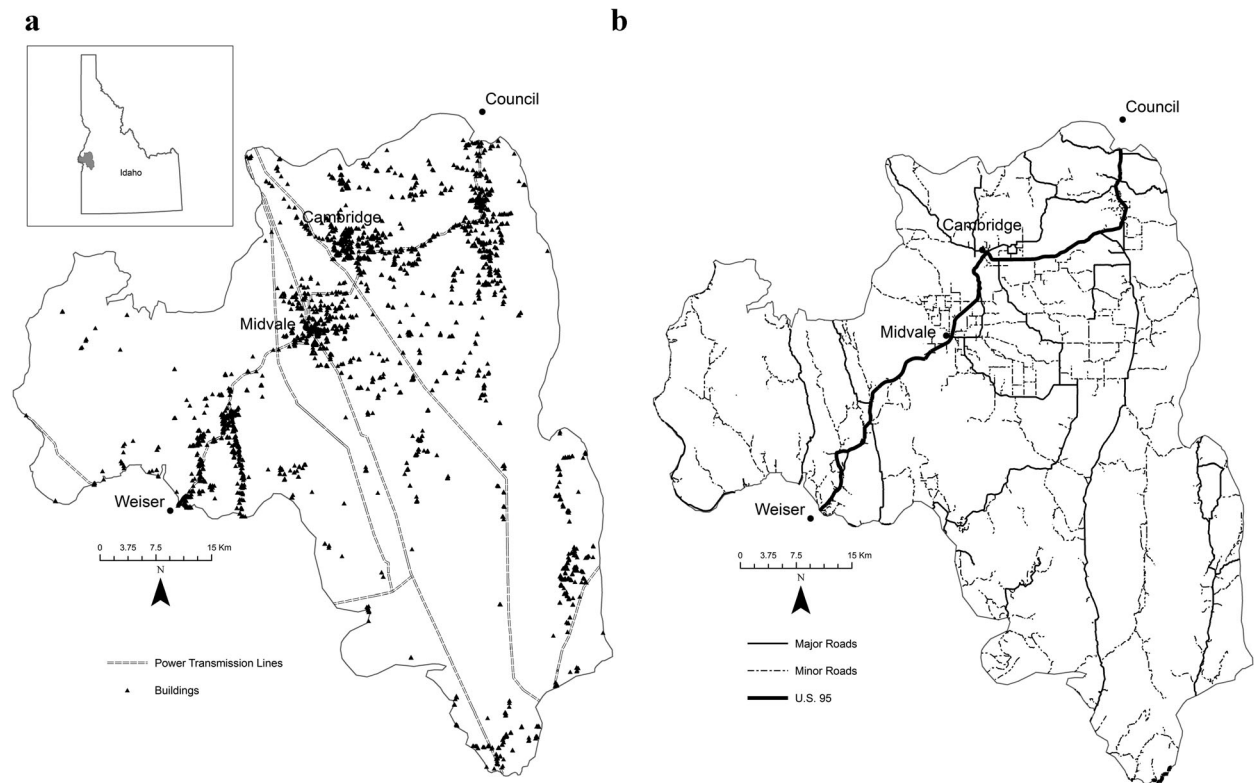 a
Idaho
Council
Cambridge
Midvale
Weiser
0 3.75 7.5 15 Km
N
Power Transmission Lines
Buildings
b
Council
Cambridge
Midvale
Weiser
0 3.75 7.5 15 Km
N
Major Roads
Minor Roads
U.S. 95